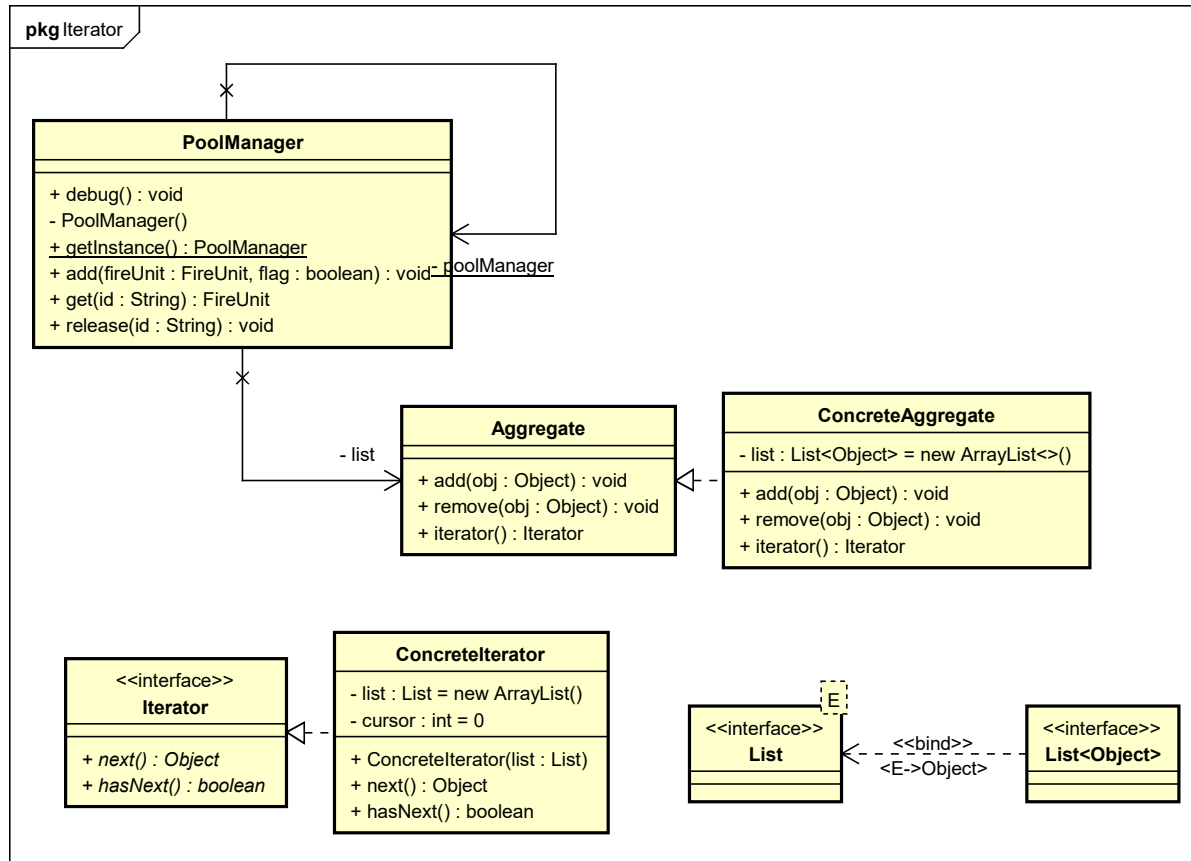 pkg Iterator
PoolManager
+ debug() : void
- PoolManager()
+ getInstance() : PoolManager
+ add(fireUnit : FireUnit, flag : boolean) : void
- poolManager
+ get(id : String) : FireUnit
+ release(id : String) : void
- list
Aggregate
+ add(obj : Object) : void
+ remove(obj : Object) : void
+ iterator() : Iterator
ConcreteAggregate
- list : List<Object> = new ArrayList<>()
+ add(obj : Object) : void
+ remove(obj : Object) : void
+ iterator() : Iterator
<<interface>>
Iterator
+ next() : Object
+ hasNext() : boolean
ConcreteIterator
- list : List = new ArrayList()
- cursor : int = 0
+ ConcreteIterator(list : List)
+ next() : Object
+ hasNext() : boolean
E
<<interface>>
List
<<bind>>
<E->Object>
<<interface>>
List<Object>